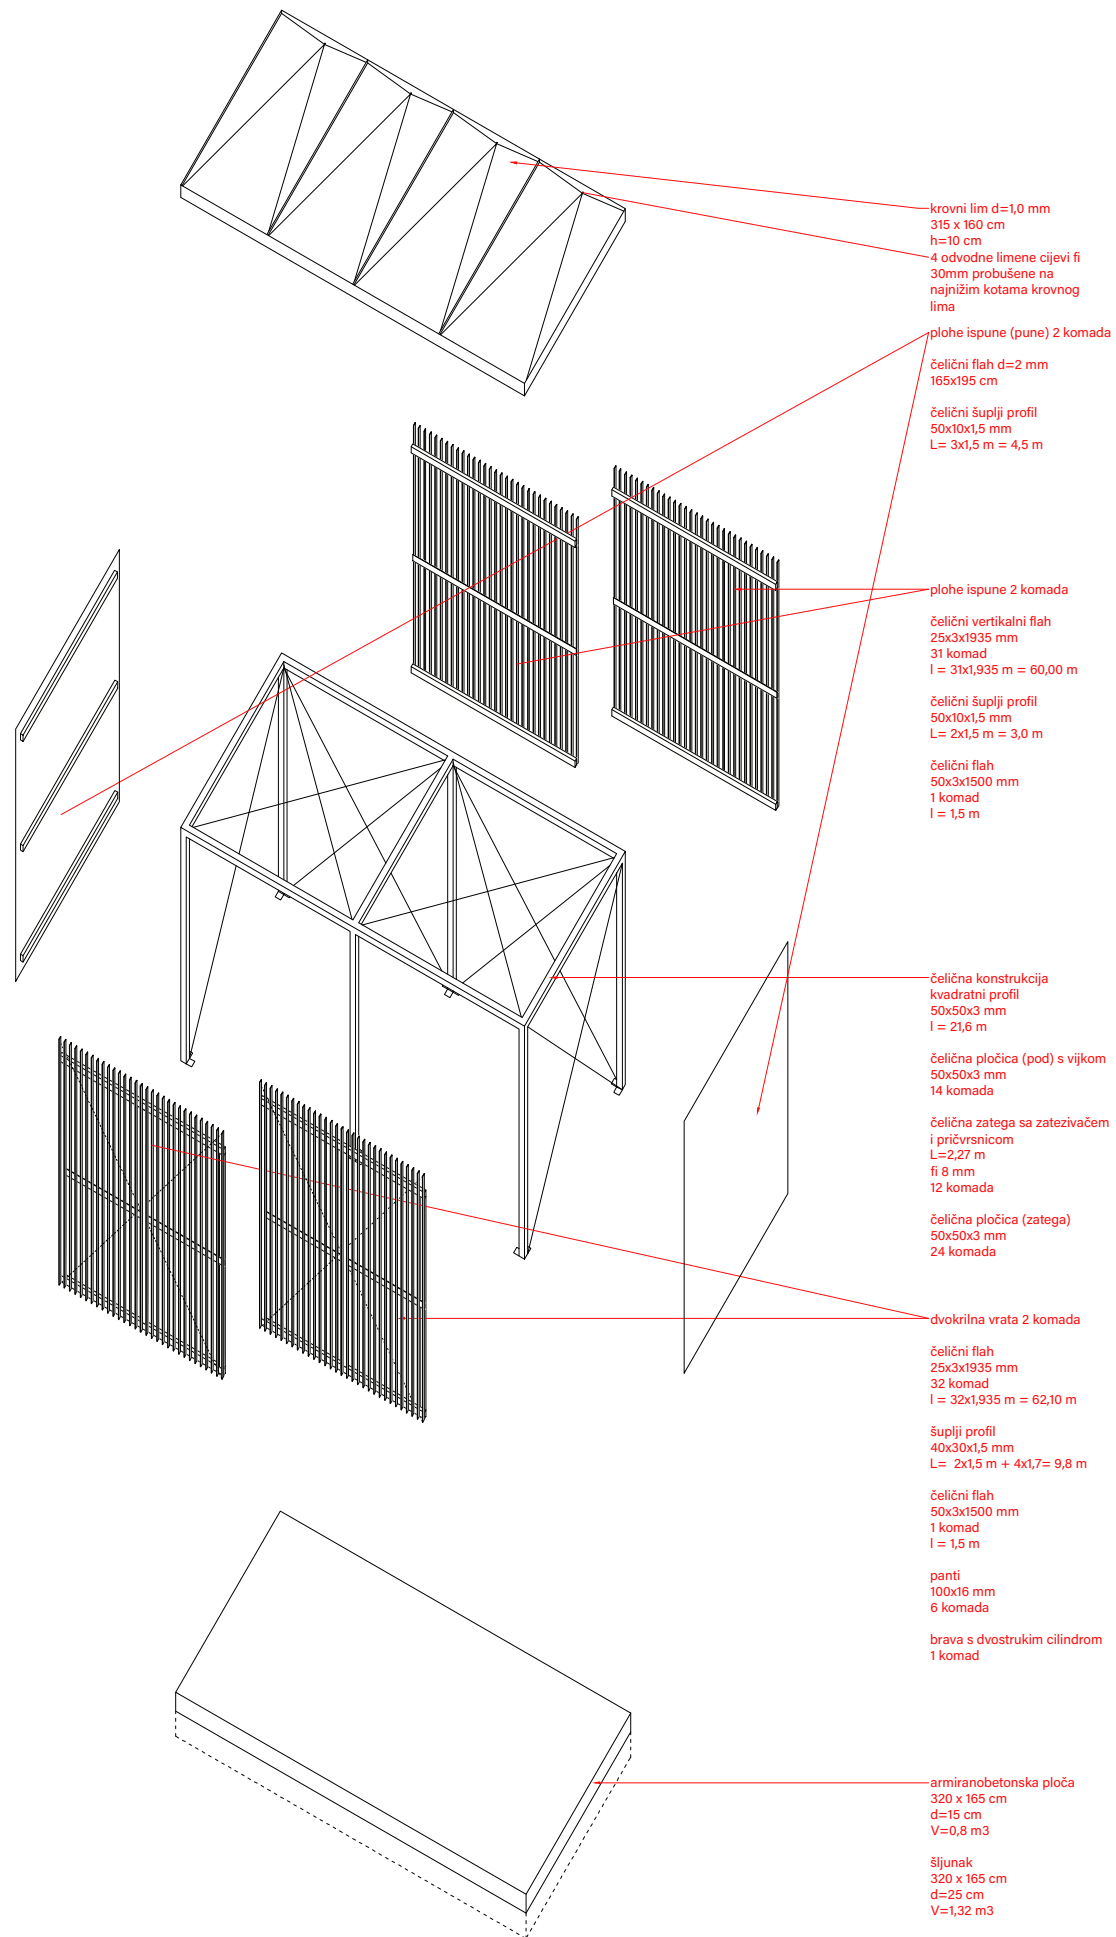 krovni lim d=1,0 mm
315 x 160 cm
h=10 cm
4 odvodne limene cijevi fi
30mm probušene na
najnižim kotama krovnog
lima
plohe ispune (pune) 2 komada
čelični flah d=2 mm
165x195 cm
čelični šuplji profil
50x10x1,5 mm
L= 3x1,5 m = 4,5 m
plohe ispune 2 komada
čelični vertikalni flah
25x3x1935 mm
31 komad
l = 31x1,935 m = 60,00 m
čelični šuplji profil
50x10x1,5 mm
L= 2x1,5 m = 3,0 m
čelični flah
50x3x1500 mm
1 komad
l = 1,5 m
čelična konstrukcija
kvadratni profil
50x50x3 mm
l = 21,6 m
čelična pločica (pod) s vijkom
50x50x3 mm
14 komada
čelična zatega sa zatezivačem
i pričvrsnicom
L=2,27 m
fi 8 mm
12 komada
čelična pločica (zatega)
50x50x3 mm
24 komada
dvokrilna vrata 2 komada
čelični flah
25x3x1935 mm
32 komad
l = 32x1,935 m = 62,10 m
šuplji profil
40x30x1,5 mm
L=  2x1,5 m + 4x1,7= 9,8 m
čelični flah
50x3x1500 mm
1 komad
l = 1,5 m
panti
100x16 mm
6 komada
brava s dvostrukim cilindrom
1 komad
armiranobetonska ploča
320 x 165 cm
d=15 cm
V=0,8 m3
šljunak
320 x 165 cm
d=25 cm
V=1,32 m3